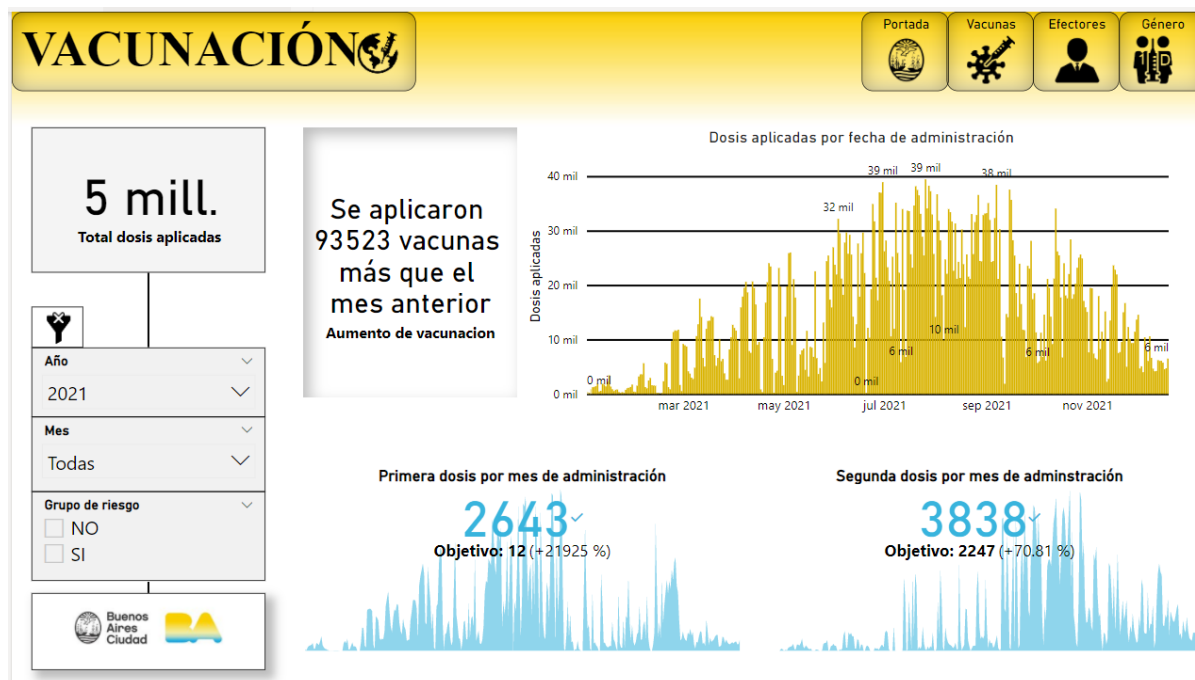 VACUNACIÓN
Portada
Vacunas
Efectores
Género
1 D
5 mill.
Total dosis aplicadas
Se aplicaron
93523 vacunas
más que el
mes anterior
Aumento de vacunacion
Dosis aplicadas por fecha de administración
Dosis aplicadas
40 mil
30 mil
20 mil
10 mil
0 mil
0 mil
32 mil
39 mil
39 mil
38 mil
0 mil
6 mil
10 mil
6 mil
6 mil
mar 2021
may 2021
jul 2021
sep 2021
nov 2021
Año
2021
Mes
Todas
Grupo de riesgo
NO
SI
Buenos
Aires
Ciudad
BA
Primera dosis por mes de administración
2643
Objetivo: 12 (+21925 %)
Segunda dosis por mes de adminstración
3838
Objetivo: 2247 (+70.81 %)